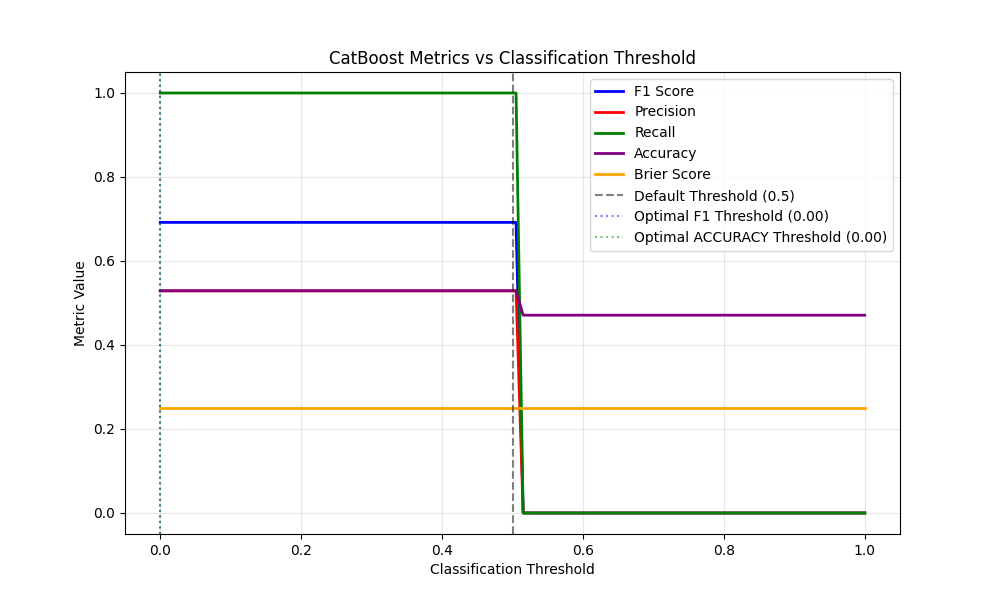 CatBoost Metrics vs Classification Threshold
Metric Value
1.0
0.8
0.6
0.4
0.2
0.0
F1 Score
Precision
Recall
Accuracy
Brier Score
Default Threshold (0.5)
Optimal F1 Threshold (0.00)
Optimal ACCURACY Threshold (0.00)
0.0 0.2 0.4 0.6 0.8 1.0
Classification Threshold